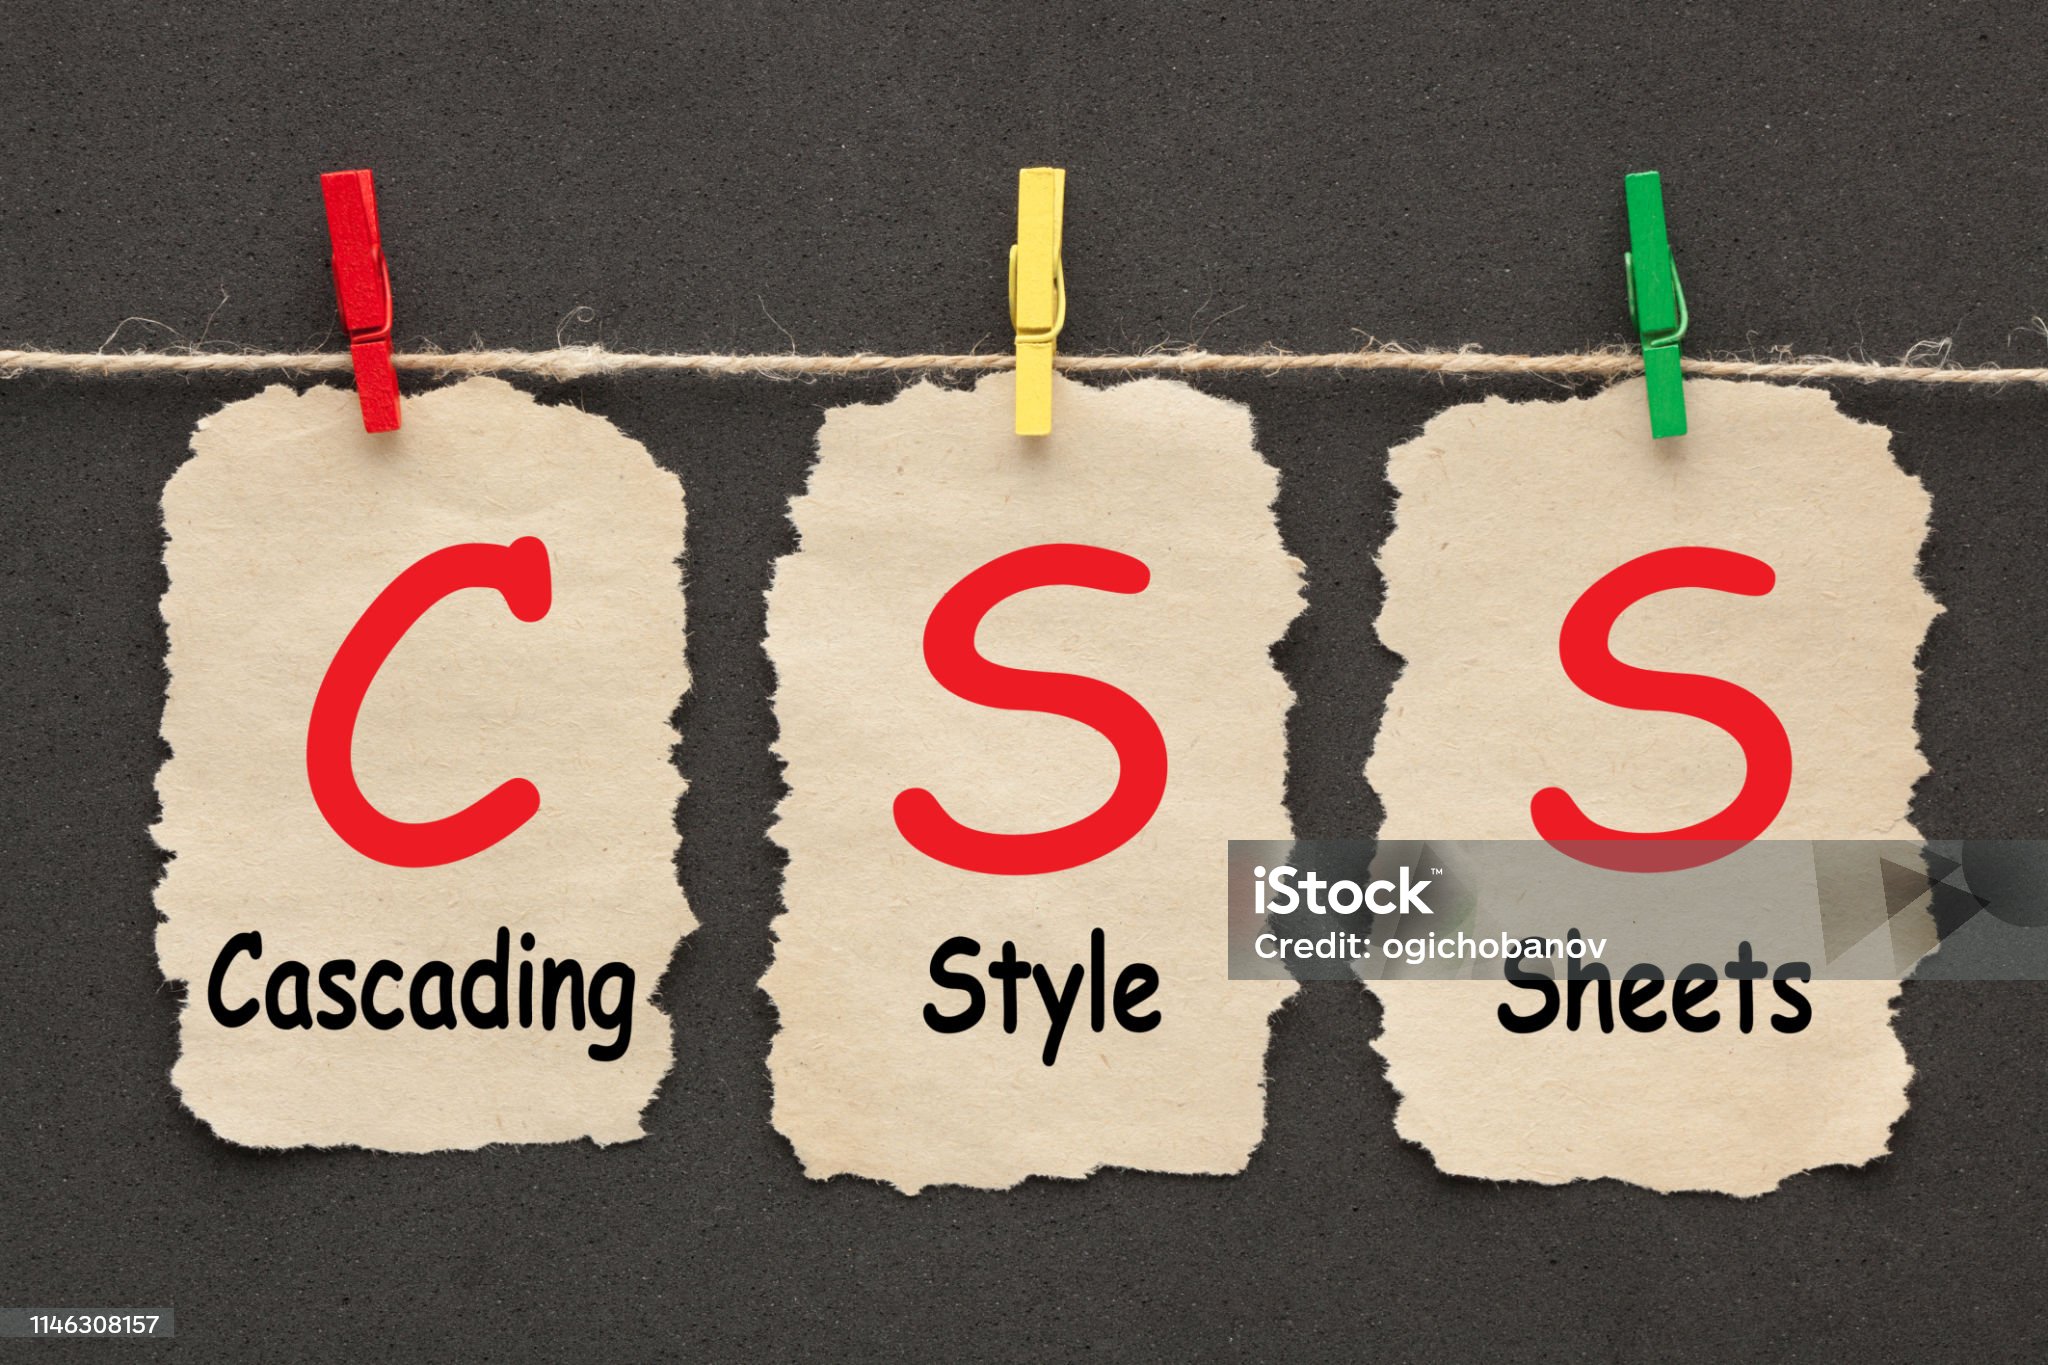 C S S
Cascading Style Sheets
iStock™
Credit: ogichobanov
1146308157